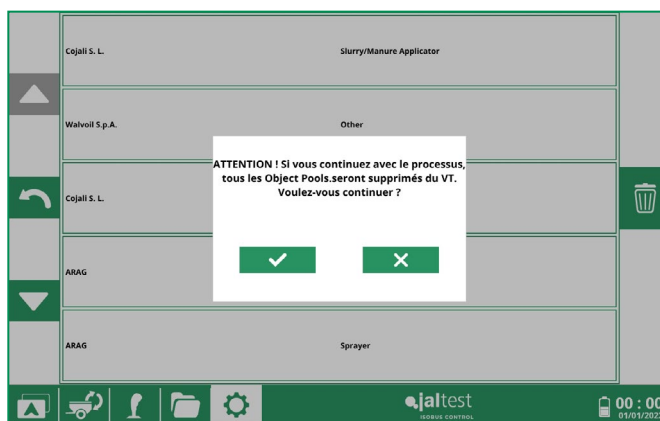 Cojali S. L. Slurry/Manure Applicator
Walvoil S.p.A. Other
ATTENTION ! Si vous continuez avec le processus,
tous les Object Pools.seront supprimés du VT.
Voulez-vous continuer ?
Cojali S. L.
ARAG
ARAG Sprayer
jaltest
ISOBUS CONTROL
00 : 00
01/01/202